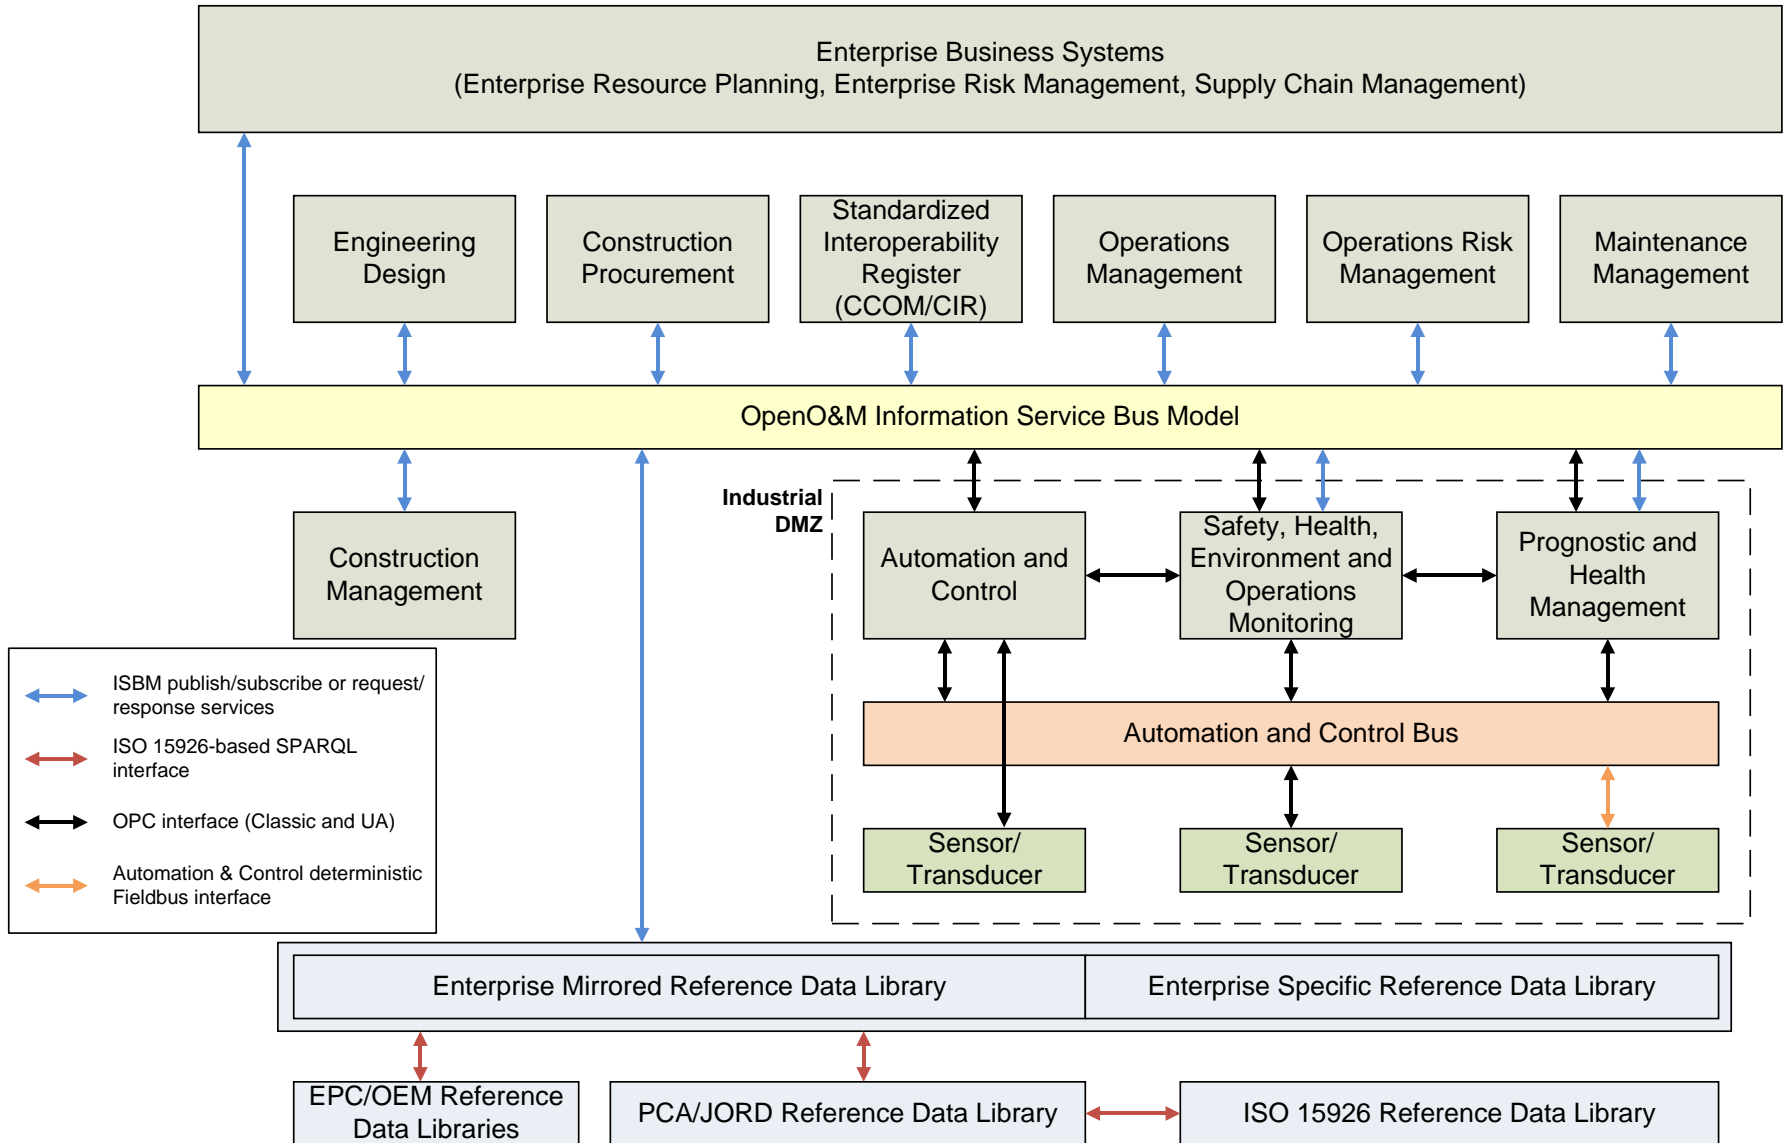 Enterprise Business Systems
(Enterprise Resource Planning, Enterprise Risk Management, Supply Chain Management)
Engineering
Design
Construction
Procurement
Standardized
Interoperability
Register
(CCOM/CIR)
Operations
Management
Operations Risk
Management
Maintenance
Management
OpenO&M Information Service Bus Model
Construction
Management
Industrial
DMZ
Automation and
Control
Safety, Health,
Environment and
Operations
Monitoring
Prognostic and
Health
Management
Automation and Control Bus
Sensor/
Transducer
Sensor/
Transducer
Sensor/
Transducer
ISBM publish/subscribe or request/
response services
ISO 15926-based SPARQL
interface
OPC interface (Classic and UA)
Automation & Control deterministic
Fieldbus interface
Enterprise Mirrored Reference Data Library
Enterprise Specific Reference Data Library
EPC/OEM Reference
Data Libraries
PCA/JORD Reference Data Library
ISO 15926 Reference Data Library